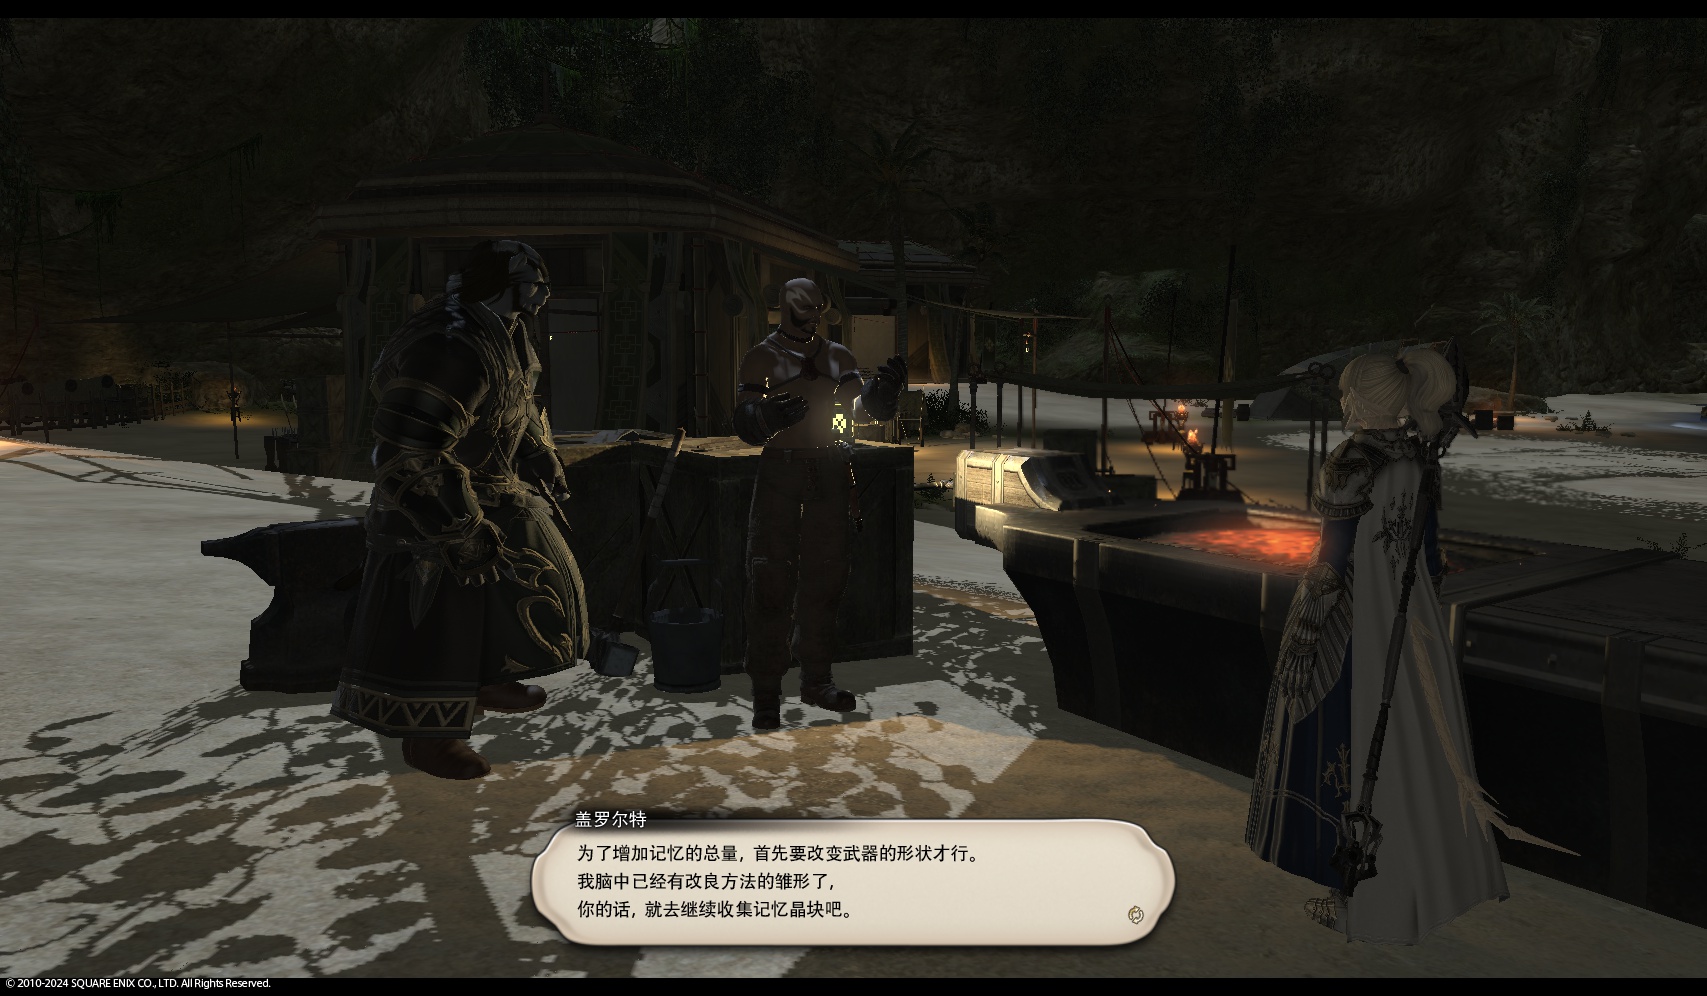 盖罗尔特
为了增加记忆的总量，首先要改变武器的形状才行。
我脑中已经有改良方法的雏形了，
你的话，就去继续收集记忆晶块吧。
© 2010-2024 SQUARE ENIX CO., LTD. All Rights Reserved.